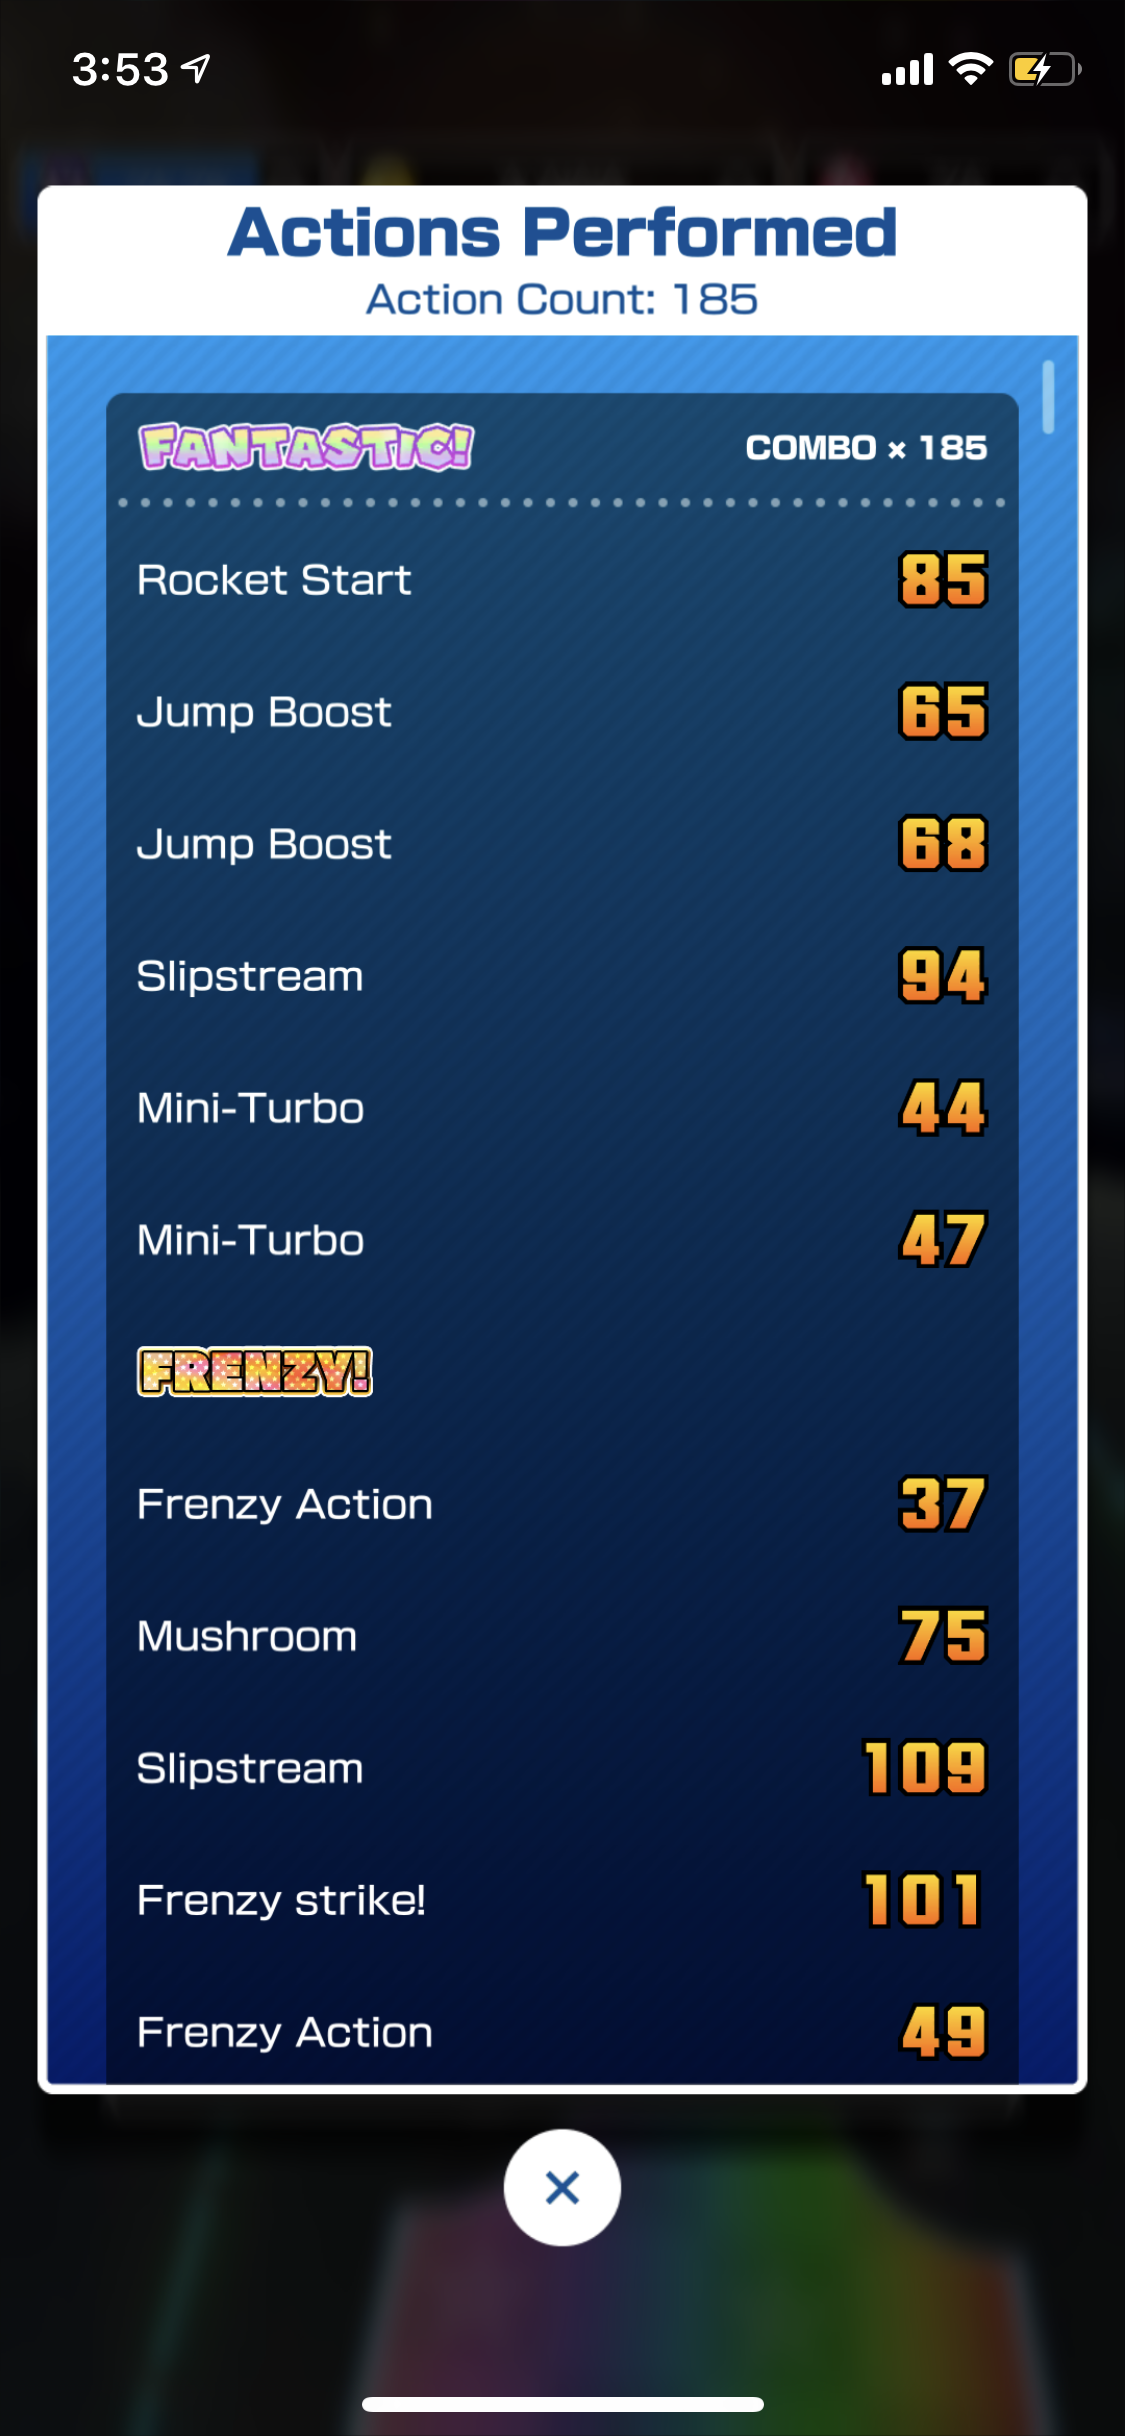 3:53
Actions Performed
Action Count: 185
FANTASTIC!
COMBO × 185
Rocket Start 85
Jump Boost 65
Jump Boost 68
Slipstream 94
Mini-Turbo 44
Mini-Turbo 47
FRENZY!
Frenzy Action 37
Mushroom 75
Slipstream 109
Frenzy strike! 101
Frenzy Action 49